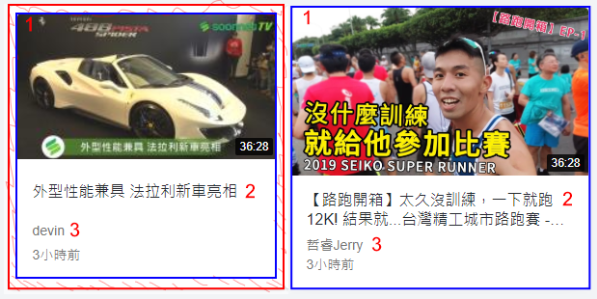 1
488 PISTA
SPIDER
soomaaTV
外型性能兼具 法拉利新車亮相
36:28
外型性能兼具 法拉利新車亮相 2
devin 3
3小時前
1
【路跑開箱】EP-1
沒什麼訓練
就給他參加比賽
2019 SEIKO SUPER RUNNER
36:28
【路跑開箱】太久沒訓練，一下就跑 2
12KI 結果就...台灣精工城市路跑賽 -...
哲睿Jerry 3
3小時前